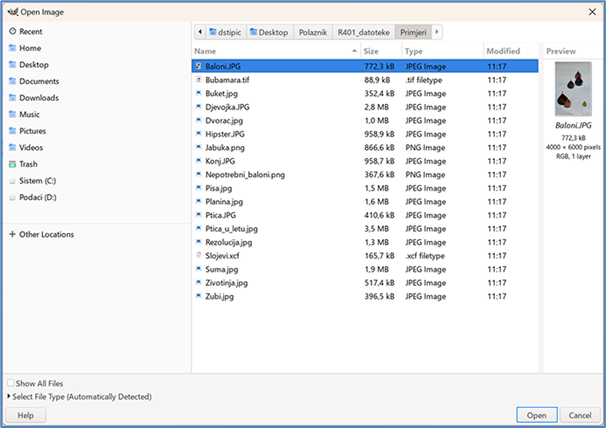 Open Image
Recent
Home
Desktop
Documents
Downloads
Music
Pictures
Videos
Trash
Sistem (C:)
Podaci (D:)
Other Locations
dstipic Desktop Polaznik R401_datoteke Primjeri
Name Size Type Modified
Baloni.JPG 772,3 kB JPEG Image 11:17
Bubamara.tif 88,9 kB .tif filetype 11:17
Buket.jpg 352,4 kB JPEG Image 11:17
Djevojka.JPG 2,8 MB JPEG Image 11:17
Dvorac.jpg 1,0 MB JPEG Image 11:17
Hipster.JPG 958,9 kB JPEG Image 11:17
Jabuka.png 866,6 kB PNG Image 11:17
Konj.JPG 958,7 kB JPEG Image 11:17
Nepotrebni_baloni.png 367,6 kB PNG Image 11:17
Pisa.jpg 1,5 MB JPEG Image 11:17
Planina.jpg 1,6 MB JPEG Image 11:17
Ptica.JPG 410,6 kB JPEG Image 11:17
Ptica_u_letu.jpg 3,5 MB JPEG Image 11:17
Rezolucija.jpg 1,3 MB JPEG Image 11:17
Slojevi.xcf 165,7 kB .xcf filetype 11:17
Suma.jpg 1,9 MB JPEG Image 11:17
Zivotinja.jpg 517,4 kB JPEG Image 11:17
Zubi.jpg 396,5 kB JPEG Image 11:17
Preview
Baloni.JPG
772,3 kB
4000 × 6000 pixels
RGB, 1 layer
Show All Files
Select File Type (Automatically Detected)
Help Open Cancel